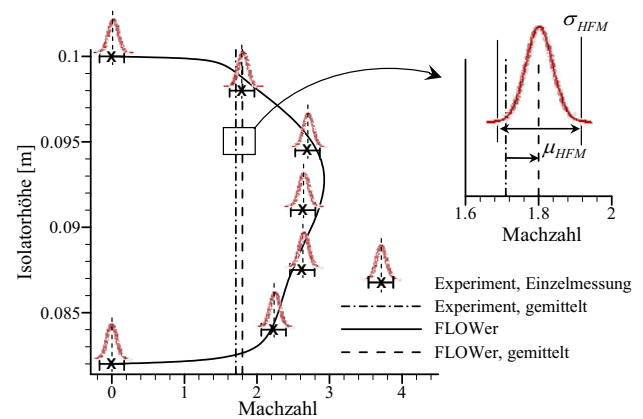 0.1
0.095
0.09
0.085
Isolatorhöhe [m]
0
1
2
3
4
Machzahl
σHFM
μHFM
1.6
1.8
2
Machzahl
Experiment, Einzelmessung
Experiment, gemittelt
FLOWer
FLOWer, gemittelt